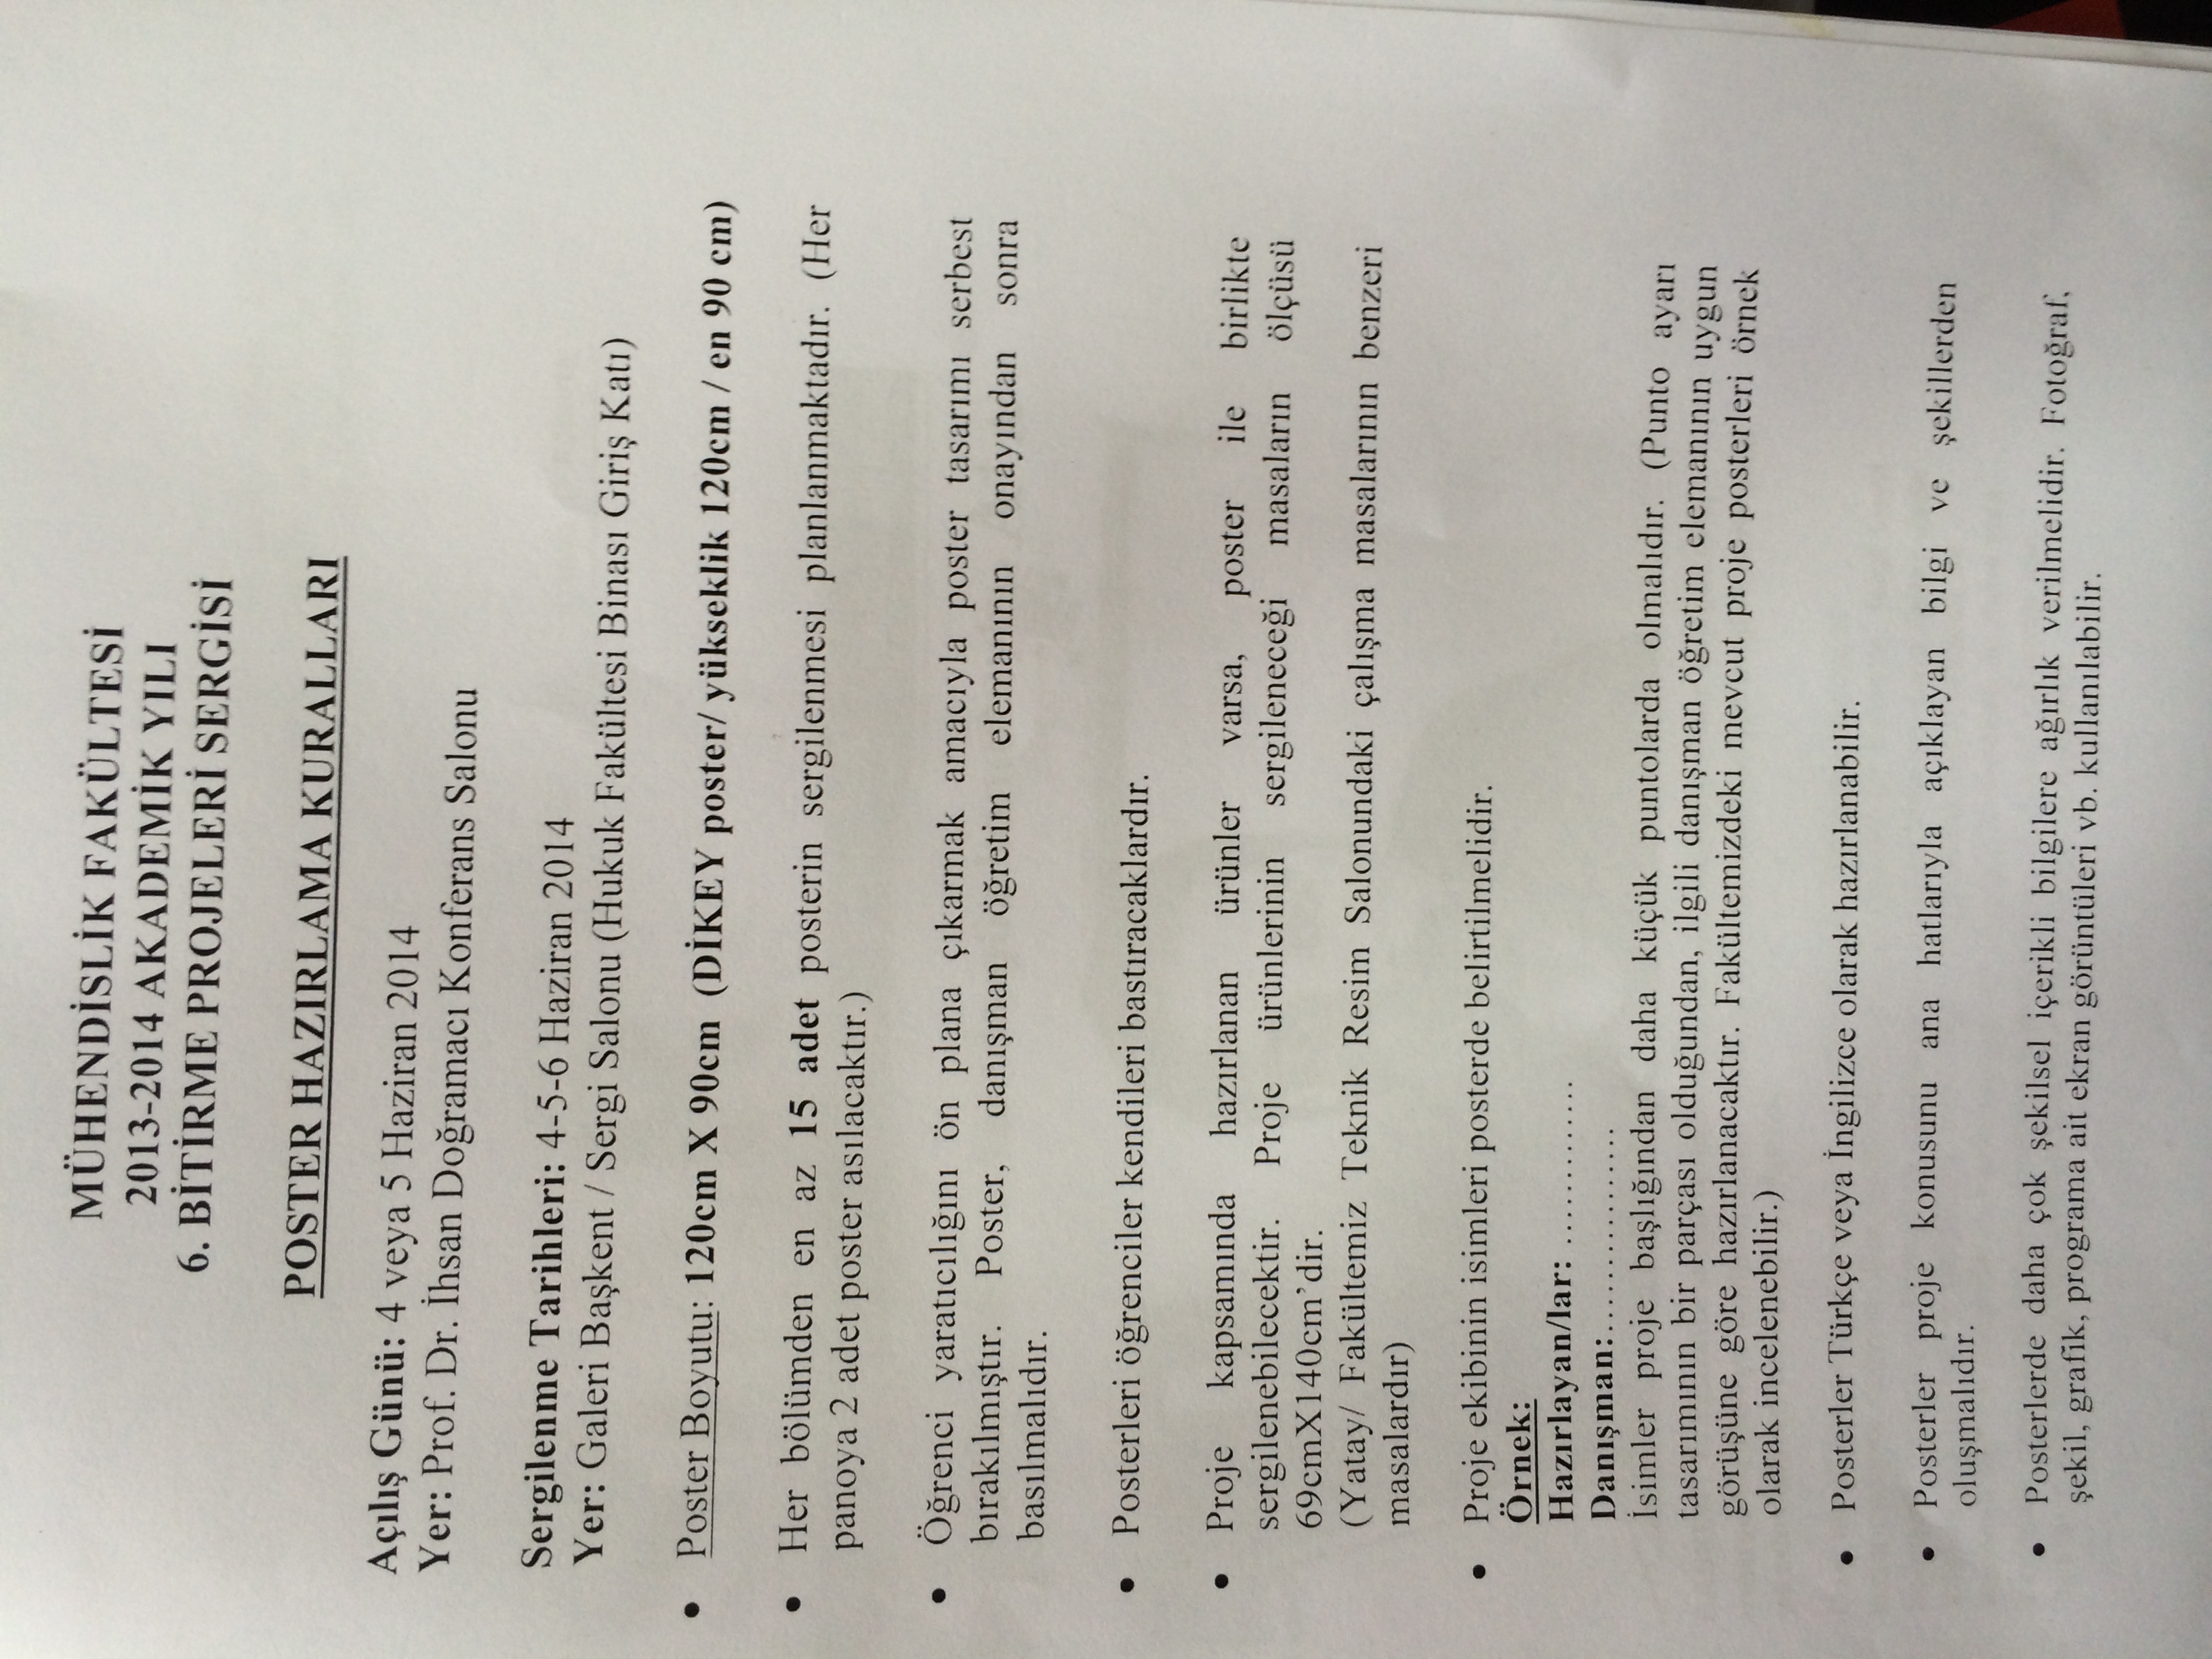 MÜHENDİSLİK FAKÜLTESİ
2013-2014 AKADEMİK YILI
6. BİTİRME PROJELERİ SERGİSİ
POSTER HAZIRLAMA KURALLARI
Açılış Günü: 4 veya 5 Haziran 2014
Yer: Prof. Dr. İhsan Doğramacı Konferans Salonu
Sergilenme Tarihleri: 4-5-6 Haziran 2014
Yer: Galeri Başkent / Sergi Salonu (Hukuk Fakültesi Binası Giriş Katı)
• Poster Boyutu: 120cm X 90cm (DİKEY poster/ yükseklik 120cm / en 90 cm)
• Her bölümden en az 15 adet posterin sergilenmesi planlanmaktadır. (Her
panoya 2 adet poster asılacaktır.)
• Öğrenci yaratıcılığını ön plana çıkarmak amacıyla poster tasarımı serbest
bırakılmıştır. Poster, danışman öğretim elemanının onayından sonra
basılmalıdır.
• Posterleri öğrenciler kendileri bastıracaklardır.
• Proje kapsamında hazırlanan ürünler varsa, poster ile birlikte
sergilenebilecektir. Proje ürünlerinin sergileneceği masaların ölçüsü
69cmX140cm'dir.
(Yatay/ Fakültemiz Teknik Resim Salonundaki çalışma masalarının benzeri
masalardır)
• Proje ekibinin isimleri posterde belirtilmelidir.
Örnek:
Hazırlayan/lar: .............
Danışman:................
İsimler proje başlığından daha küçük puntolarda olmalıdır. (Punto ayarı
tasarımının bir parçası olduğundan, ilgili danışman öğretim elemanının uygun
görüşüne göre hazırlanacaktır. Fakültemizdeki mevcut proje posterleri örnek
olarak incelenebilir.)
• Posterler Türkçe veya İngilizce olarak hazırlanabilir.
• Posterler proje konusunu ana hatlarıyla açıklayan bilgi ve şekillerden
oluşmalıdır.
• Posterlerde daha çok şekilsel içerikli bilgilere ağırlık verilmelidir. Fotoğraf,
şekil, grafik, programa ait ekran görüntüleri vb. kullanılabilir.